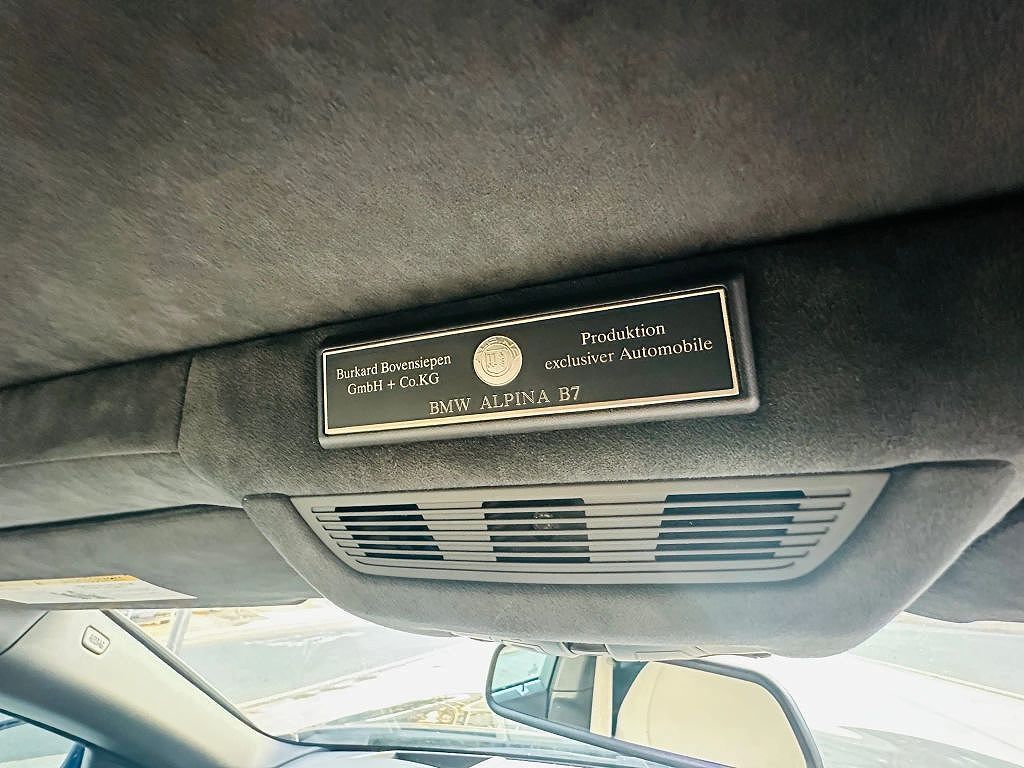 Burkard Bovensiepen
GmbH + Co.KG
Produktion
exclusiver Automobile
BMW ALPINA B7